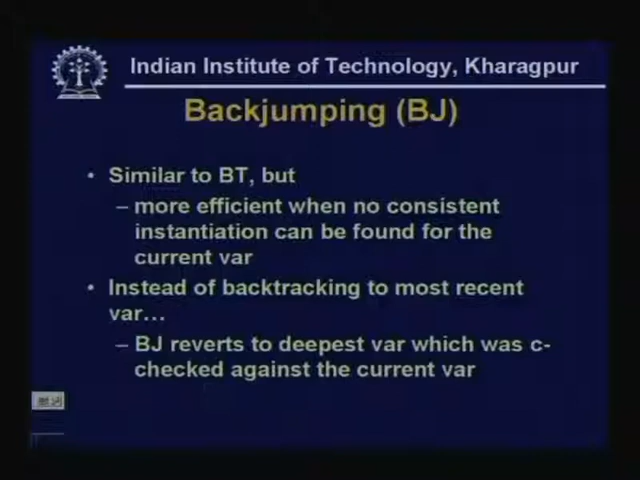 Indian Institute of Technology, Kharagpur
Backjumping (BJ)
• Similar to BT, but
– more efficient when no consistent
instantiation can be found for the
current var
• Instead of backtracking to most recent
var…
– BJ reverts to deepest var which was c-
checked against the current var